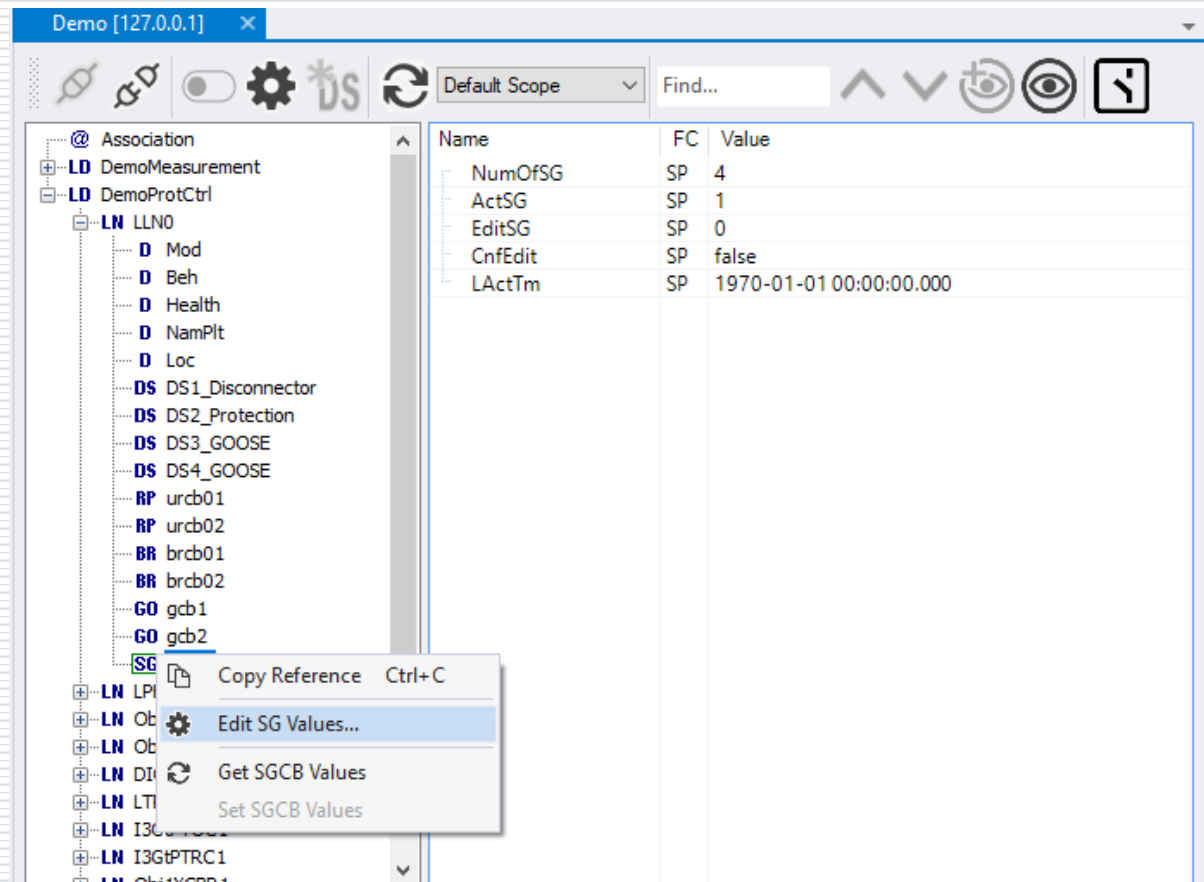 Demo [127.0.0.1] ×
DS Default Scope Find...
@ Association
LD DemoMeasurement
LD DemoProtCtrl
LN LLN0
D Mod
D Beh
D Health
D NamPlt
D Loc
DS DS1_Disconnector
DS DS2_Protection
DS DS3_GOOSE
DS DS4_GOOSE
RP urcb01
RP urcb02
BR brcb01
BR brcb02
GO gcb1
GO gcb2
SG
LN
LN
LN
LN
LN
LN
LN I3GtPTRC1
LN
Copy Reference Ctrl+C
Edit SG Values...
Get SGCB Values
Set SGCB Values
Name FC Value
NumOfSG SP 4
ActSG SP 1
EditSG SP 0
CnfEdit SP false
LActTm SP 1970-01-01 00:00:00.000